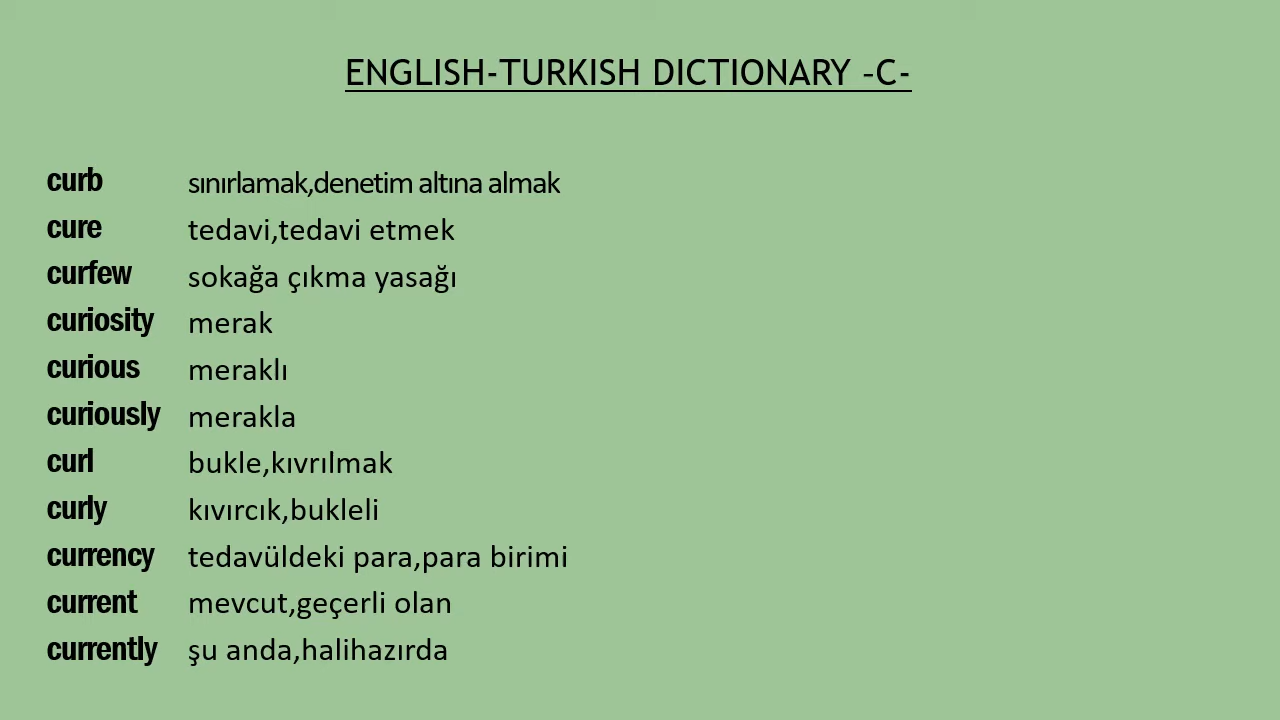 ENGLISH-TURKISH DICTIONARY –C-
curb sınırlamak,denetim altına almak
cure tedavi,tedavi etmek
curfew sokağa çıkma yasağı
curiosity merak
curious meraklı
curiously merakla
curl bukle,kıvrılmak
curly kıvırcık,bukleli
currency tedavüldeki para,para birimi
current mevcut,geçerli olan
currently şu anda,halihazırda